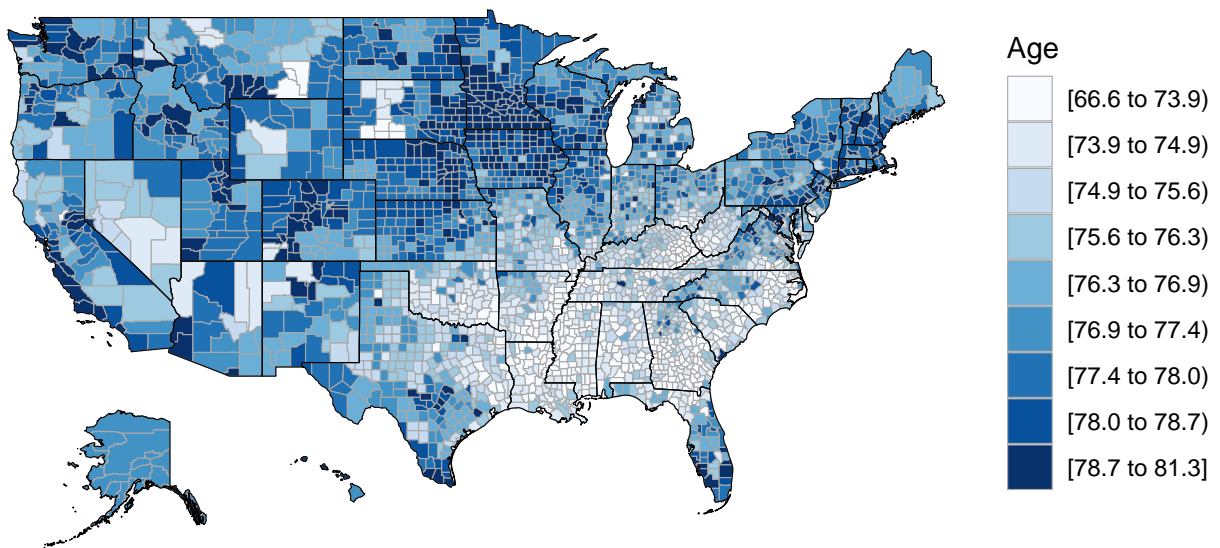 Age
[66.6 to 73.9)
[73.9 to 74.9)
[74.9 to 75.6)
[75.6 to 76.3)
[76.3 to 76.9)
[76.9 to 77.4)
[77.4 to 78.0)
[78.0 to 78.7)
[78.7 to 81.3]